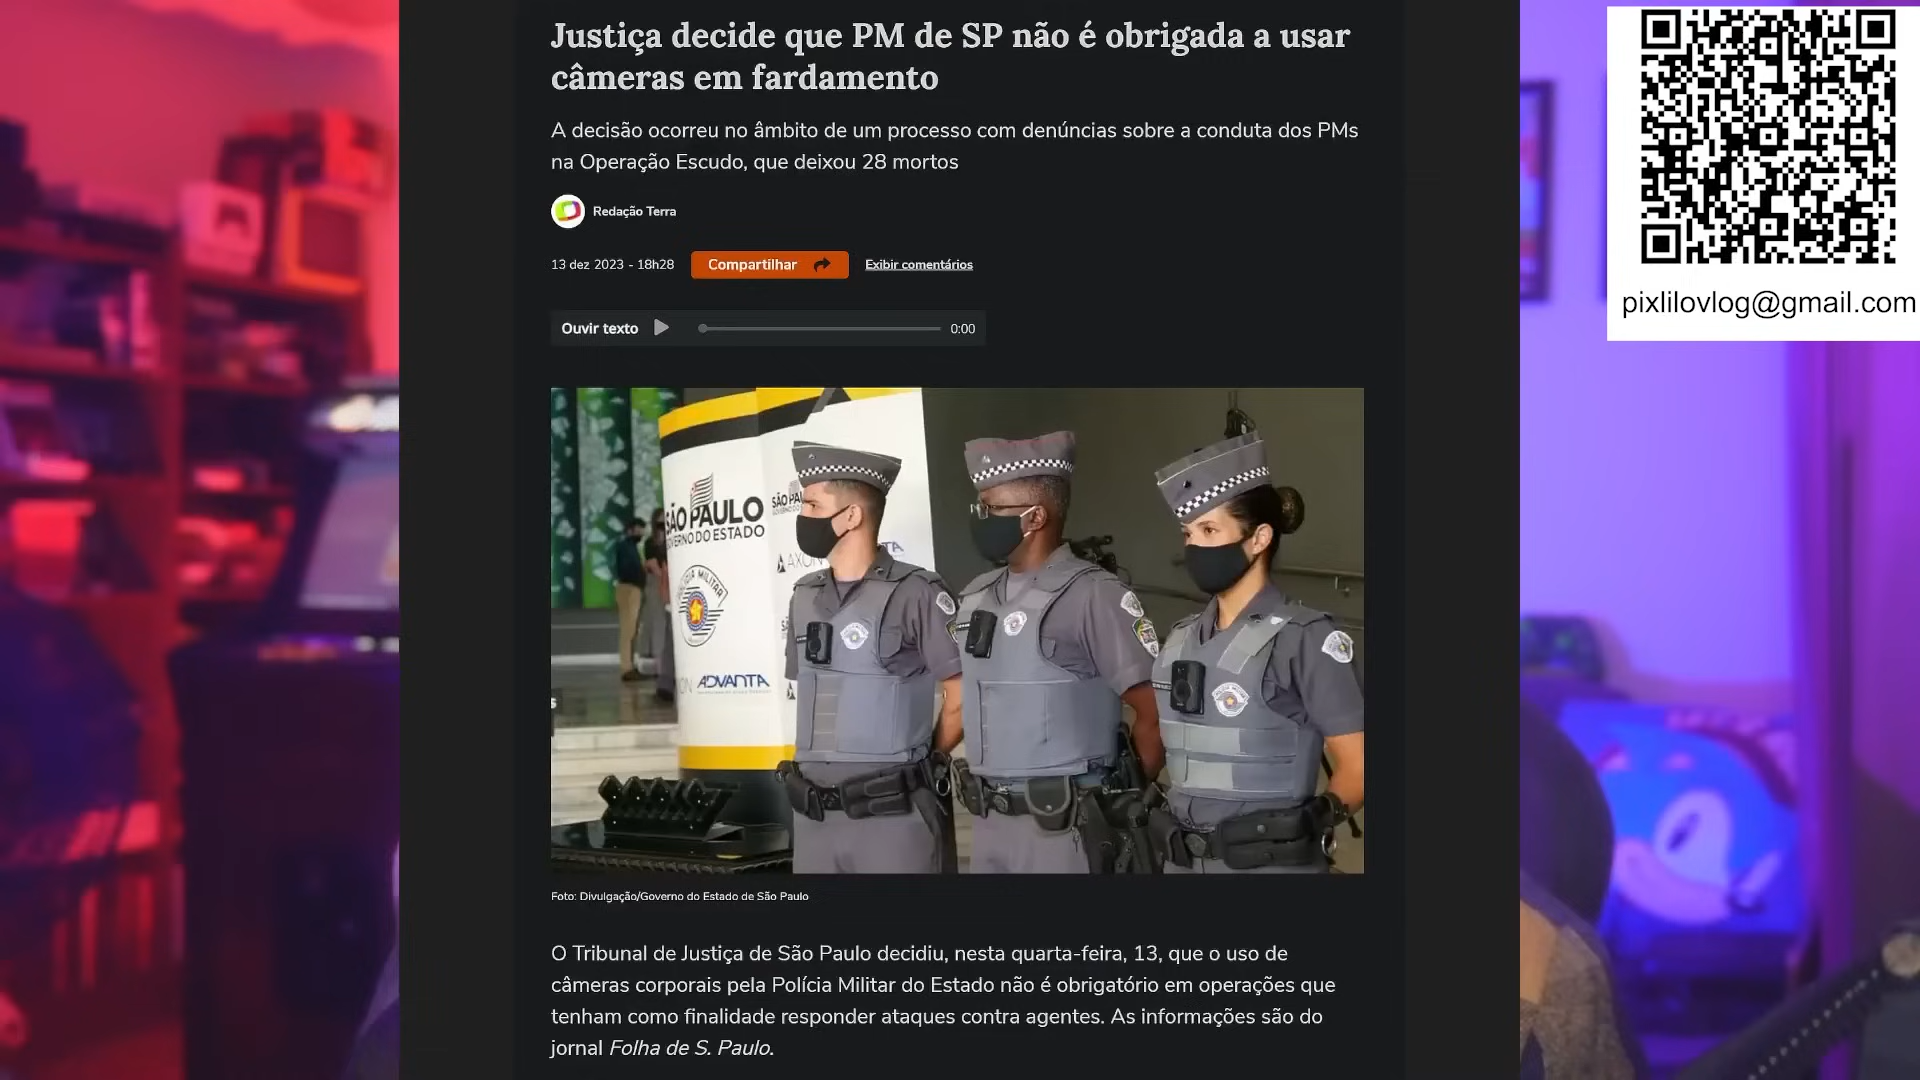 Justiça decide que PM de SP não é obrigada a usar
câmeras em fardamento
A decisão ocorreu no âmbito de um processo com denúncias sobre a conduta dos PMs
na Operação Escudo, que deixou 28 mortos
Redação Terra
13 dez 2023 - 18h28
Compartilhar
Exibir comentários
Ouvir texto
0:00
pixlilovlog@gmail.com
SÃO PAULO
GOVERNO DO ESTADO
POLÍCIA MILITAR
ADVANTA
Foto: Divulgação/Governo do Estado de São Paulo
O Tribunal de Justiça de São Paulo decidiu, nesta quarta-feira, 13, que o uso de
câmeras corporais pela Polícia Militar do Estado não é obrigatório em operações que
tenham como finalidade responder ataques contra agentes. As informações são do
jornal Folha de S. Paulo.